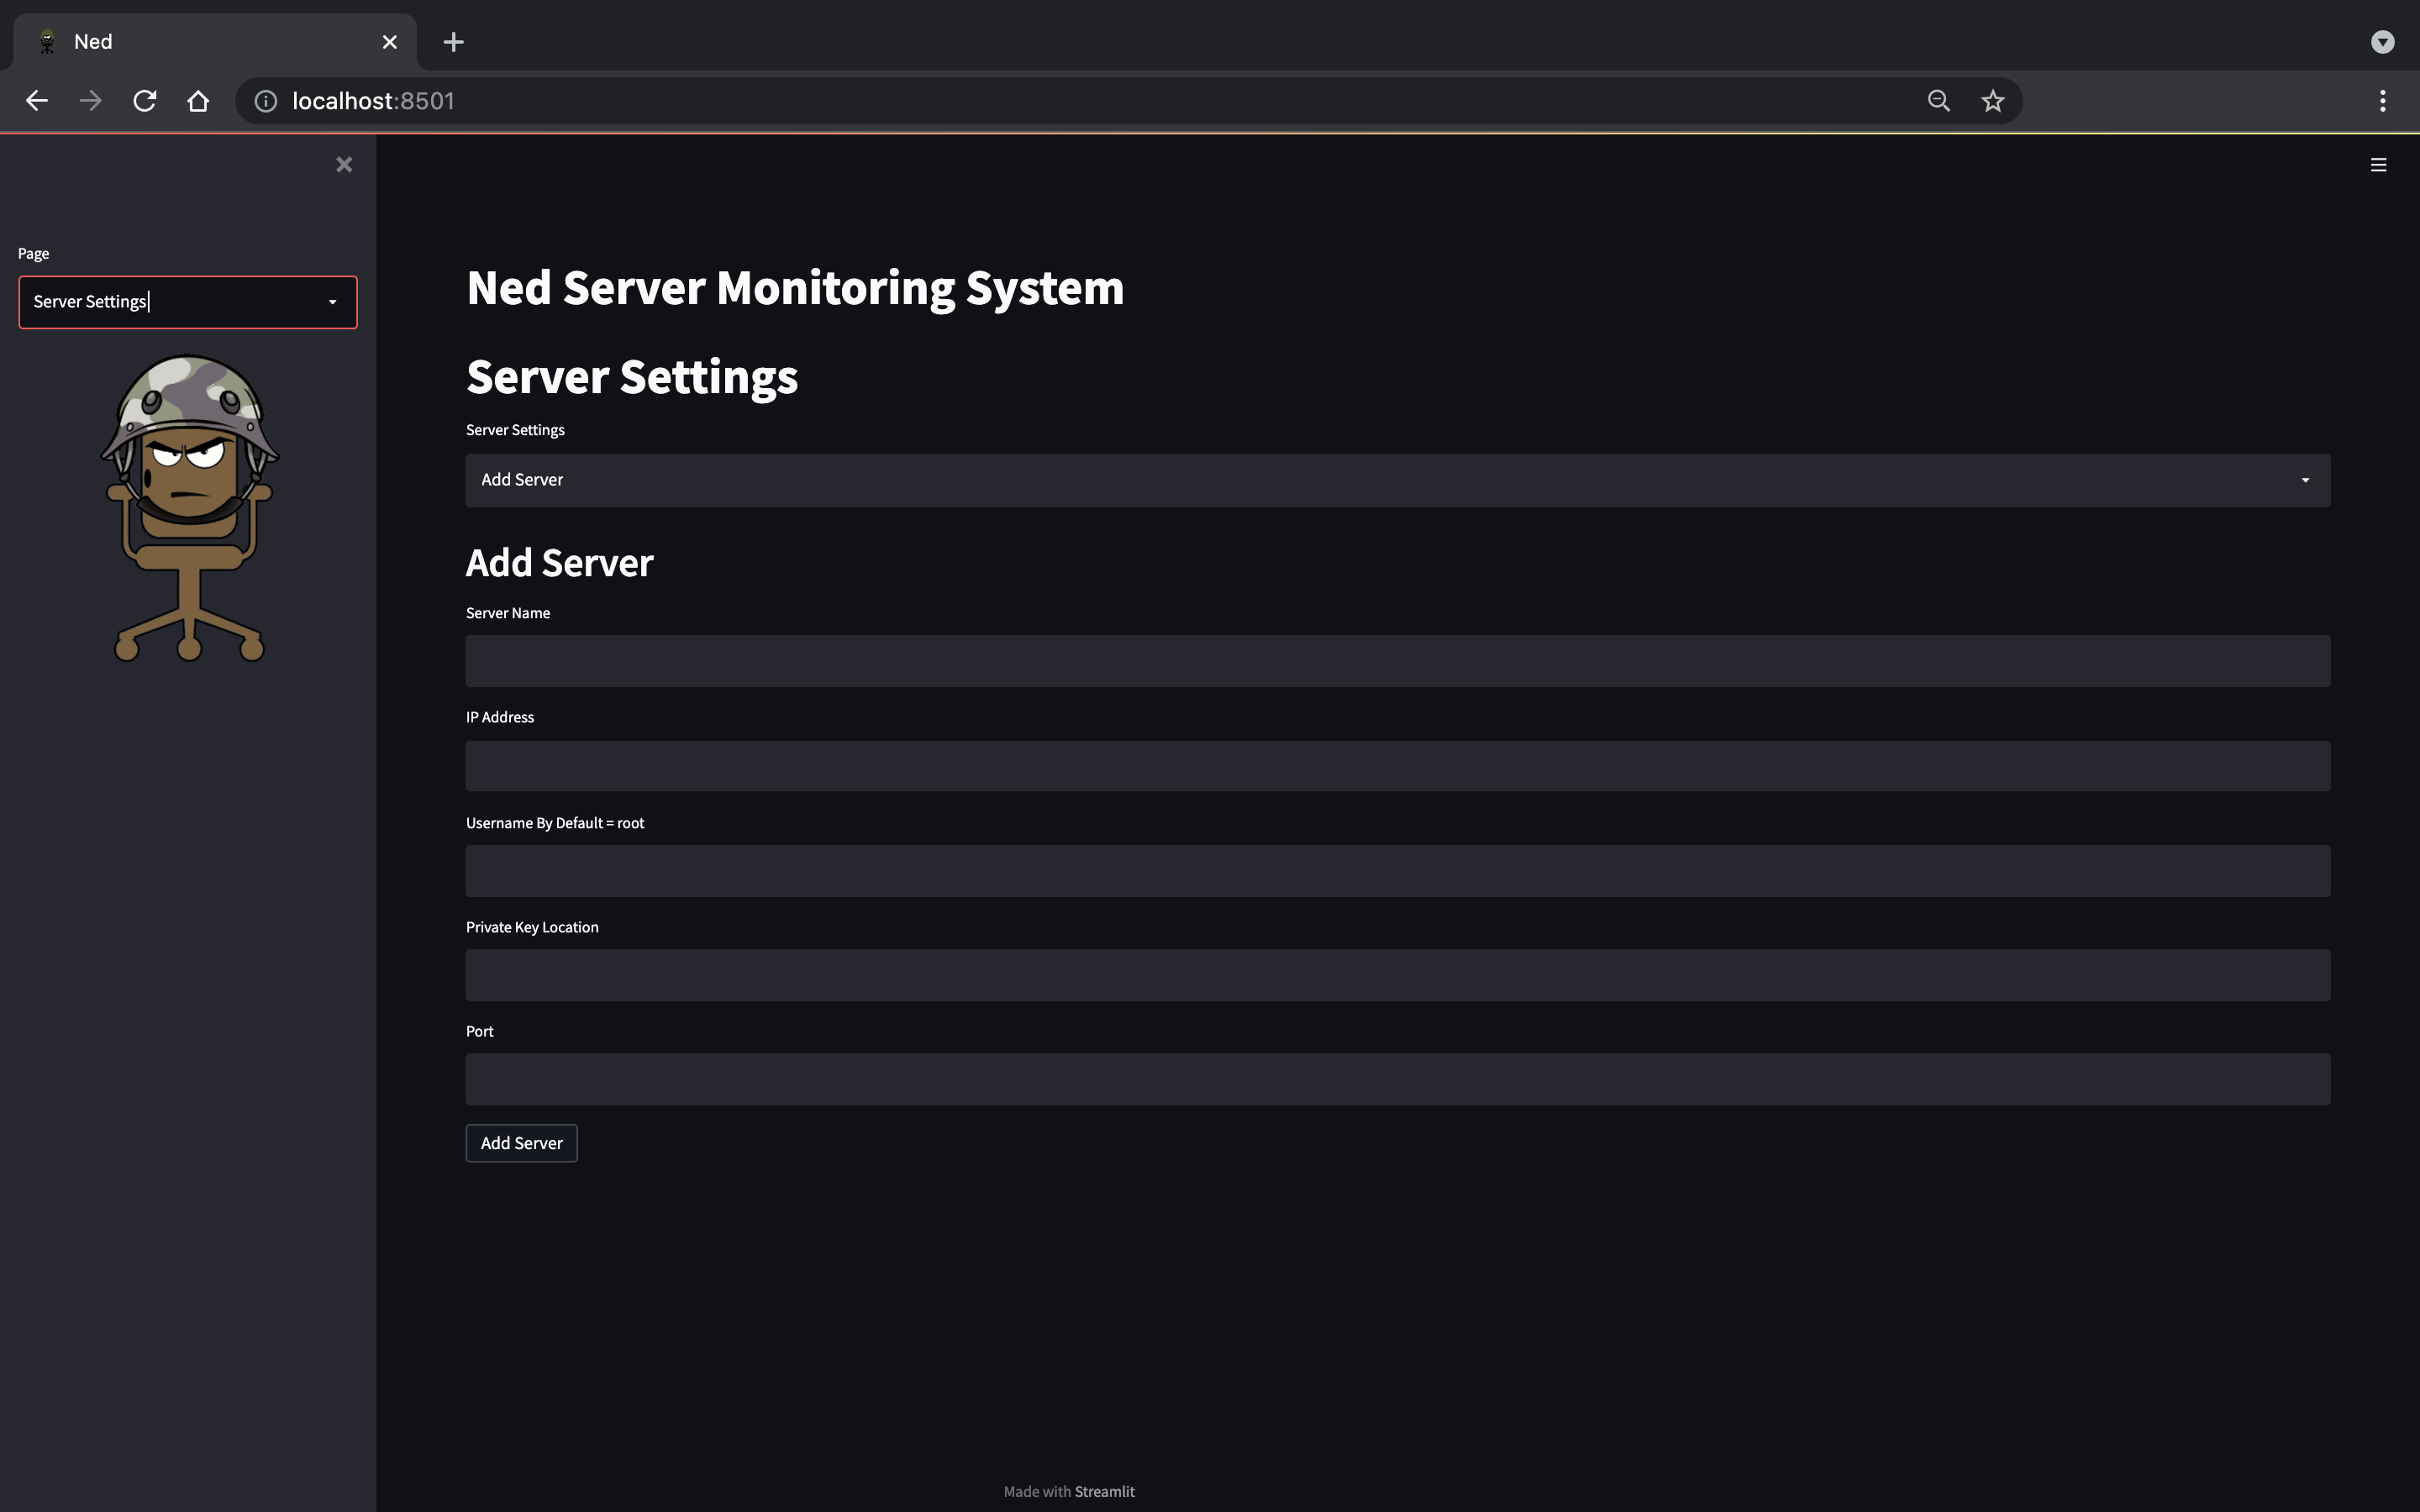 Ned
localhost:8501
Page
Server Settings
Ned Server Monitoring System
Server Settings
Server Settings
Add Server
Add Server
Server Name
IP Address
Username By Default = root
Private Key Location
Port
Add Server
Made with Streamlit